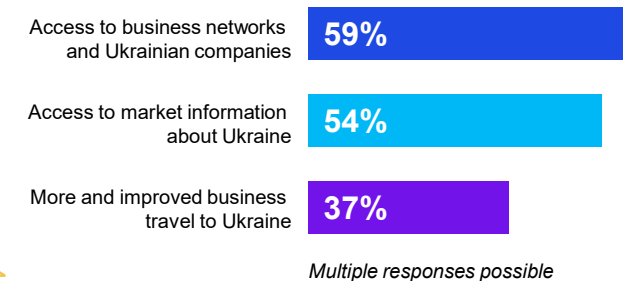 Access to business networks
and Ukrainian companies
59%
Access to market information
about Ukraine
54%
More and improved business
travel to Ukraine
37%
Multiple responses possible